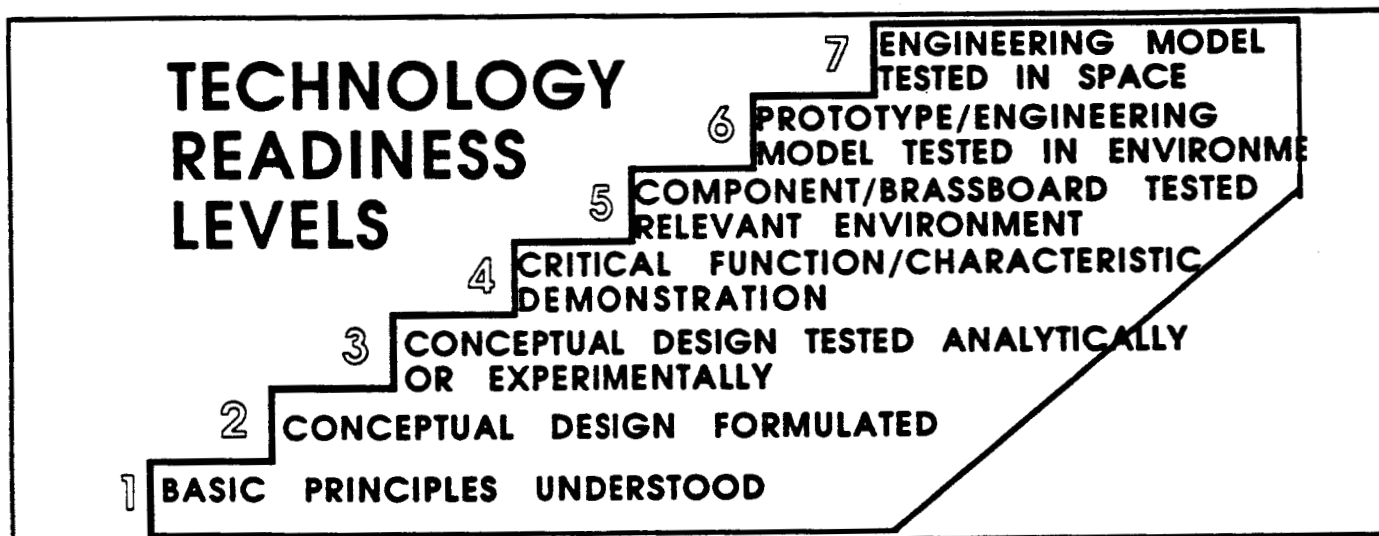 TECHNOLOGY
READINESS
LEVELS
7
ENGINEERING MODEL
TESTED IN SPACE
6
PROTOTYPE/ENGINEERING
MODEL TESTED IN ENVIRONME
5
COMPONENT/BRASSBOARD TESTED
RELEVANT ENVIRONMENT
4
CRITICAL FUNCTION/CHARACTERISTIC
DEMONSTRATION
3
CONCEPTUAL DESIGN TESTED ANALYTICALLY
OR EXPERIMENTALLY
2
CONCEPTUAL DESIGN FORMULATED
1
BASIC PRINCIPLES UNDERSTOOD